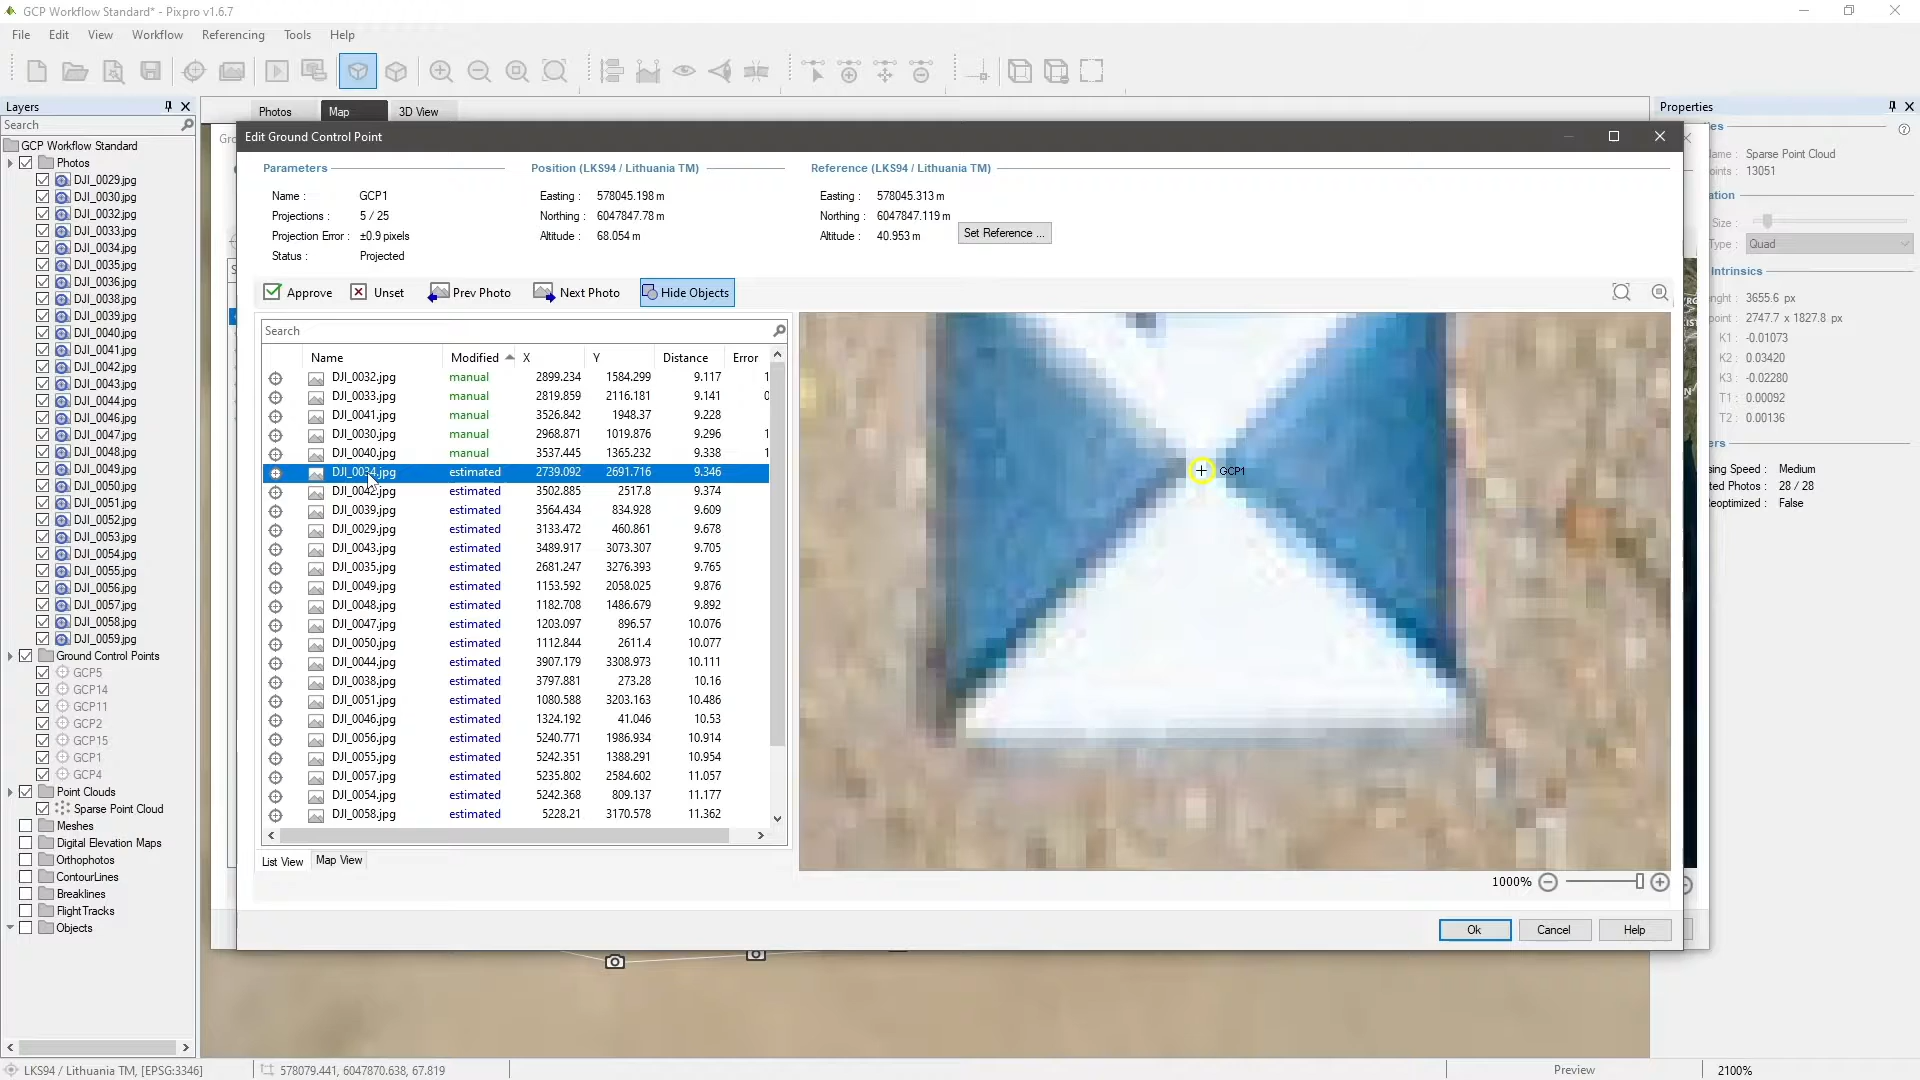 GCP Workflow Standard* - Pixpro v1.6.7
File Edit View Workflow Referencing Tools Help
Layers
Search
GCP Workflow Standard
Photos
DJI_0029.jpg
DJI_0030.jpg
DJI_0032.jpg
DJI_0033.jpg
DJI_0034.jpg
DJI_0035.jpg
DJI_0036.jpg
DJI_0038.jpg
DJI_0039.jpg
DJI_0040.jpg
DJI_0041.jpg
DJI_0042.jpg
DJI_0043.jpg
DJI_0044.jpg
DJI_0046.jpg
DJI_0047.jpg
DJI_0048.jpg
DJI_0049.jpg
DJI_0050.jpg
DJI_0051.jpg
DJI_0052.jpg
DJI_0053.jpg
DJI_0054.jpg
DJI_0055.jpg
DJI_0056.jpg
DJI_0057.jpg
DJI_0058.jpg
DJI_0059.jpg
Ground Control Points
GCP5
GCP14
GCP11
GCP2
GCP15
GCP1
GCP4
Point Clouds
Sparse Point Cloud
Meshes
Digital Elevation Maps
Orthophotos
ContourLines
Breaklines
FlightTracks
Objects
Photos Map 3D View
Edit Ground Control Point
Parameters Position (LKS94 / Lithuania TM) Reference (LKS94 / Lithuania TM)
Name : GCP1 Easting : 578045.198 m Easting : 578045.313 m
Projections : 5 / 25 Northing : 6047847.78 m Northing : 6047847.119 m
Projection Error : ±0.9 pixels Altitude : 68.054 m Altitude : 40.953 m Set Reference ...
Status : Projected
Approve Unset Prev Photo Next Photo Hide Objects
Search
Name Modified X Y Distance Error
DJI_0032.jpg manual 2899.234 1584.299 9.117 1
DJI_0033.jpg manual 2819.859 2116.181 9.141 0
DJI_0041.jpg manual 3526.842 1948.37 9.228
DJI_0030.jpg manual 2968.871 1019.876 9.296 1
DJI_0040.jpg manual 3537.445 1365.232 9.338 1
DJI_0034.jpg estimated 2739.092 2691.716 9.346
DJI_0042.jpg estimated 3502.885 2517.8 9.374
DJI_0039.jpg estimated 3564.434 834.928 9.609
DJI_0029.jpg estimated 3133.472 460.861 9.678
DJI_0043.jpg estimated 3489.917 3073.307 9.705
DJI_0035.jpg estimated 2681.247 3276.393 9.765
DJI_0049.jpg estimated 1153.592 2058.025 9.876
DJI_0048.jpg estimated 1182.708 1486.679 9.892
DJI_0047.jpg estimated 1203.097 896.57 10.076
DJI_0050.jpg estimated 1112.844 2611.4 10.077
DJI_0044.jpg estimated 3907.179 3308.973 10.111
DJI_0038.jpg estimated 3797.881 273.28 10.16
DJI_0051.jpg estimated 1080.588 3203.163 10.486
DJI_0046.jpg estimated 1324.192 41.046 10.53
DJI_0056.jpg estimated 5240.771 1986.934 10.914
DJI_0055.jpg estimated 5242.351 1388.291 10.954
DJI_0057.jpg estimated 5235.802 2584.602 11.057
DJI_0054.jpg estimated 5242.368 809.137 11.177
DJI_0058.jpg estimated 5228.21 3170.578 11.362
List View Map View
GCP1
1000%
Ok Cancel Help
Properties
Sparse Point Cloud
13051
Size :
Type : Quad
Intrinsics
3655.6 px
point : 2747.7 x 1827.8 px
K1 : -0.01073
K2 : 0.03420
K3 : -0.02280
T1 : 0.00092
T2 : 0.00136
Speed : Medium
Photos : 28 / 28
False
LKS94 / Lithuania TM, [EPSG:3346] 578079.441, 6047870.638, 67.819 Preview 2100%